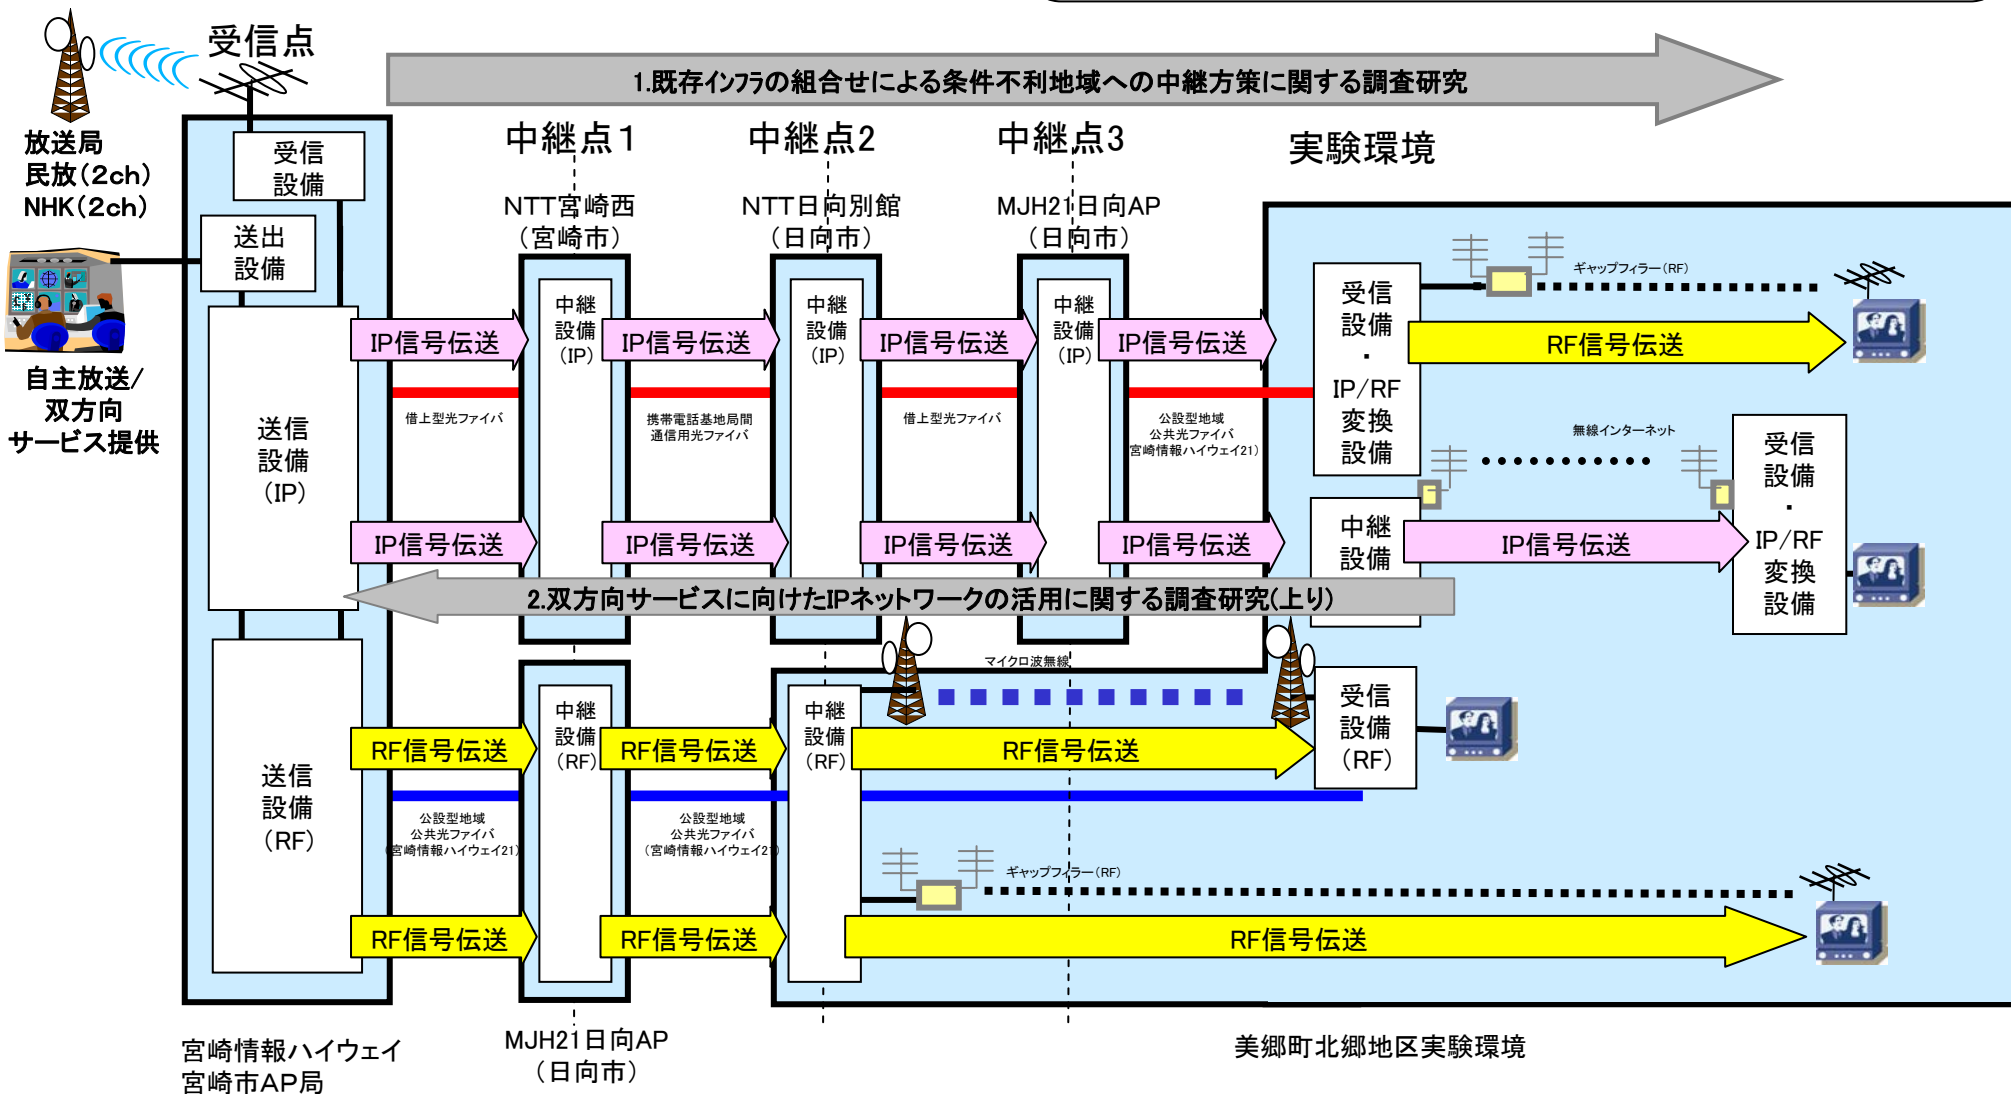 受信点
1.既存インフラの組合せによる条件不利地域への中継方策に関する調査研究
放送局
民放(2ch)
NHK(2ch)
受信
設備
送出
設備
自主放送/
双方向
サービス提供
中継点1
NTT宮崎西
(宮崎市)
中継点2
NTT日向別館
(日向市)
中継点3
MJH21日向AP
(日向市)
実験環境
送信
設備
(IP)
IP信号伝送
中継
設備
(IP)
IP信号伝送
中継
設備
(IP)
IP信号伝送
中継
設備
(IP)
IP信号伝送
受信
設備
・
IP/RF
変換
設備
ギャップフィラー(RF)
RF信号伝送
借上型光ファイバ
携帯電話基地局間
通信用光ファイバ
借上型光ファイバ
公設型地域
公共光ファイバ
宮崎情報ハイウェイ21)
無線インターネット
受信
設備
・
IP/RF
変換
設備
IP信号伝送
IP信号伝送
IP信号伝送
IP信号伝送
中継
設備
IP信号伝送
2.双方向サービスに向けたIPネットワークの活用に関する調査研究(上り)
マイクロ波無線
送信
設備
(RF)
RF信号伝送
中継
設備
(RF)
RF信号伝送
中継
設備
(RF)
RF信号伝送
受信
設備
(RF)
公設型地域
公共光ファイバ
(宮崎情報ハイウェイ21)
公設型地域
公共光ファイバ
(宮崎情報ハイウェイ21
ギャップフィラー(RF)
RF信号伝送
RF信号伝送
RF信号伝送
宮崎情報ハイウェイ
宮崎市AP局
MJH21日向AP
(日向市)
美郷町北郷地区実験環境